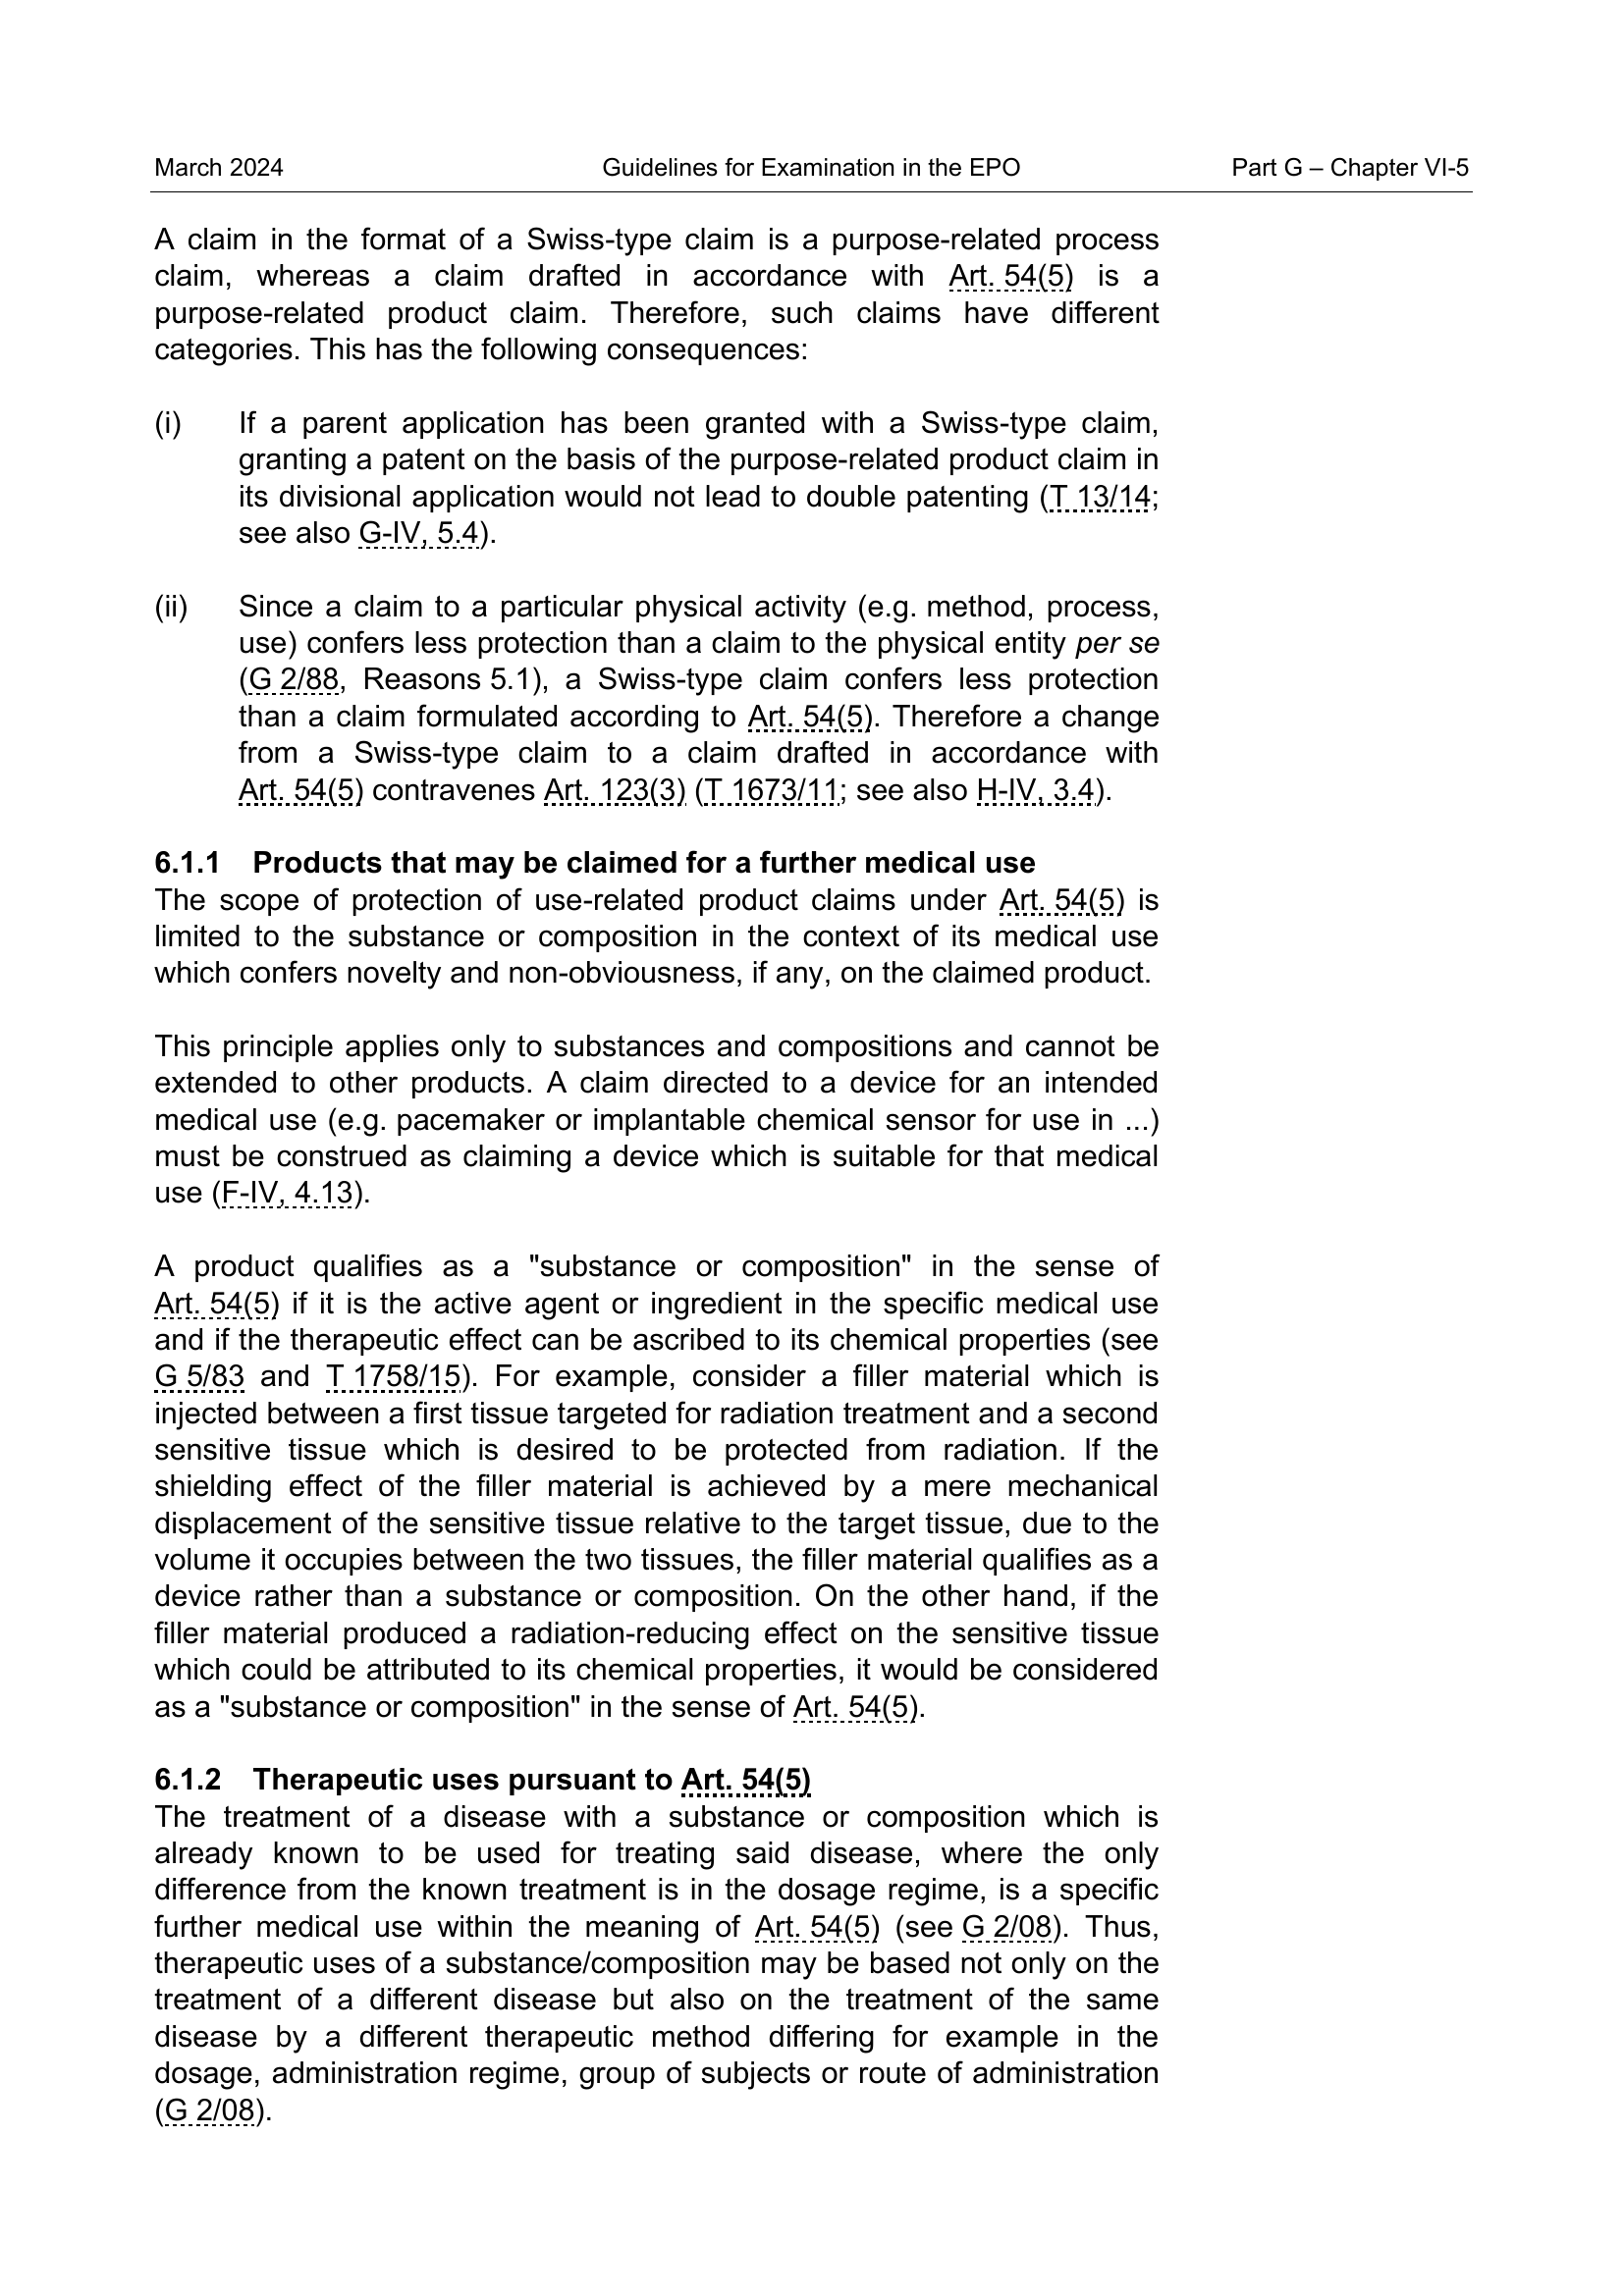 March 2024 Guidelines for Examination in the EPO Part G – Chapter VI-5
A claim in the format of a Swiss-type claim is a purpose-related process
claim, whereas a claim drafted in accordance with Art. 54(5) is a
purpose-related product claim. Therefore, such claims have different
categories. This has the following consequences:
(i) If a parent application has been granted with a Swiss-type claim,
granting a patent on the basis of the purpose-related product claim in
its divisional application would not lead to double patenting (T 13/14;
see also G-IV, 5.4).
(ii) Since a claim to a particular physical activity (e.g. method, process,
use) confers less protection than a claim to the physical entity per se
(G 2/88, Reasons 5.1), a Swiss-type claim confers less protection
than a claim formulated according to Art. 54(5). Therefore a change
from a Swiss-type claim to a claim drafted in accordance with
Art. 54(5) contravenes Art. 123(3) (T 1673/11; see also H-IV, 3.4).
6.1.1 Products that may be claimed for a further medical use
The scope of protection of use-related product claims under Art. 54(5) is
limited to the substance or composition in the context of its medical use
which confers novelty and non-obviousness, if any, on the claimed product.
This principle applies only to substances and compositions and cannot be
extended to other products. A claim directed to a device for an intended
medical use (e.g. pacemaker or implantable chemical sensor for use in ...)
must be construed as claiming a device which is suitable for that medical
use (F-IV, 4.13).
A product qualifies as a "substance or composition" in the sense of
Art. 54(5) if it is the active agent or ingredient in the specific medical use
and if the therapeutic effect can be ascribed to its chemical properties (see
G 5/83 and T 1758/15). For example, consider a filler material which is
injected between a first tissue targeted for radiation treatment and a second
sensitive tissue which is desired to be protected from radiation. If the
shielding effect of the filler material is achieved by a mere mechanical
displacement of the sensitive tissue relative to the target tissue, due to the
volume it occupies between the two tissues, the filler material qualifies as a
device rather than a substance or composition. On the other hand, if the
filler material produced a radiation-reducing effect on the sensitive tissue
which could be attributed to its chemical properties, it would be considered
as a "substance or composition" in the sense of Art. 54(5).
6.1.2 Therapeutic uses pursuant to Art. 54(5)
The treatment of a disease with a substance or composition which is
already known to be used for treating said disease, where the only
difference from the known treatment is in the dosage regime, is a specific
further medical use within the meaning of Art. 54(5) (see G 2/08). Thus,
therapeutic uses of a substance/composition may be based not only on the
treatment of a different disease but also on the treatment of the same
disease by a different therapeutic method differing for example in the
dosage, administration regime, group of subjects or route of administration
(G 2/08).